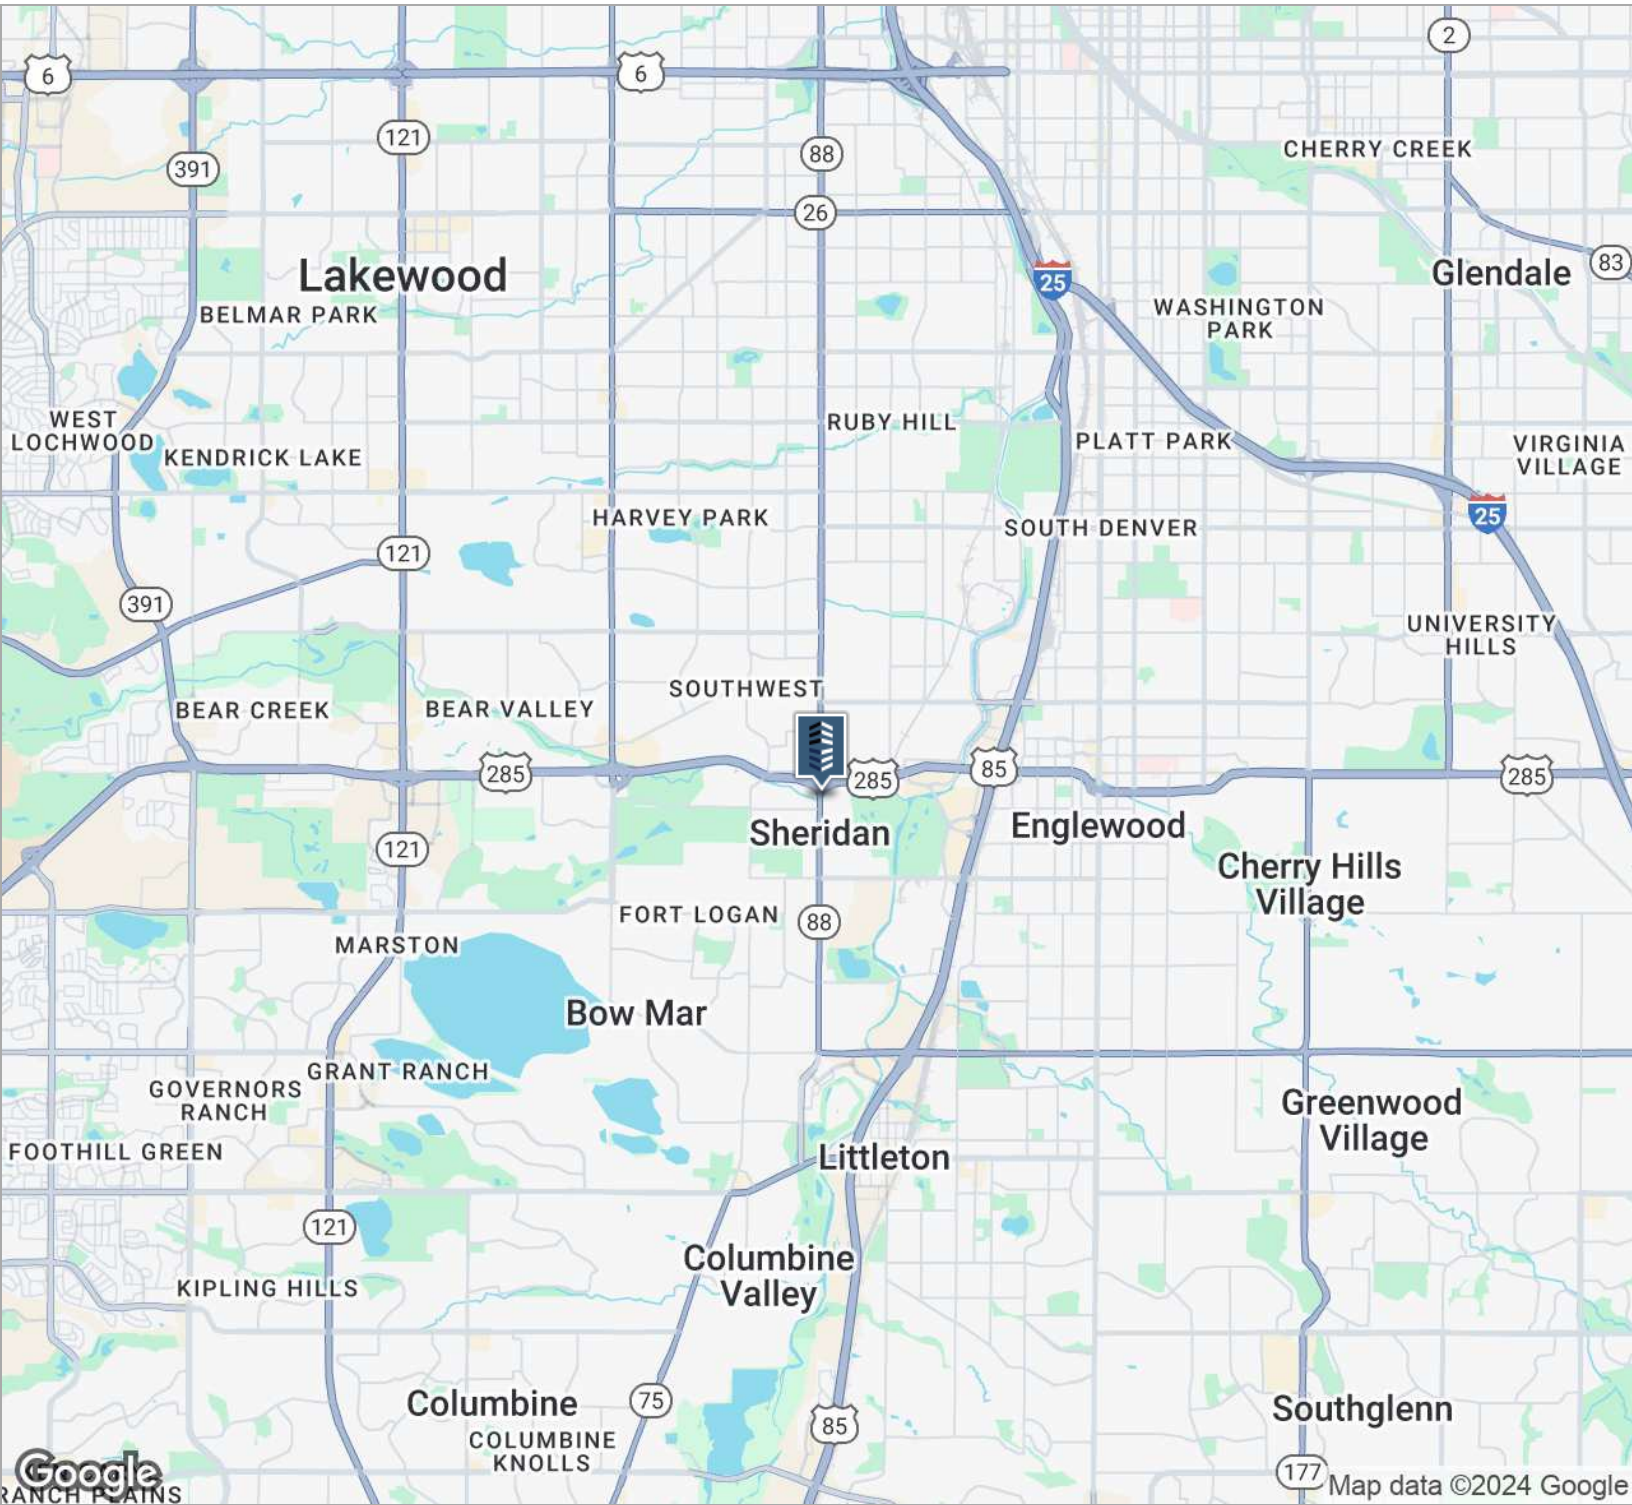 2
6
6
121
CHERRY CREEK
88
391
26
83
Glendale
Lakewood
25
WASHINGTON
PARK
BELMAR PARK
WEST
LOCHWOOD
RUBY HILL
PLATT PARK
VIRGINIA
VILLAGE
KENDRICK LAKE
HARVEY PARK
25
SOUTH DENVER
121
391
UNIVERSITY
HILLS
SOUTHWEST
BEAR CREEK
BEAR VALLEY
285
285
85
285
Sheridan
Englewood
121
Cherry Hills
Village
FORT LOGAN
88
MARSTON
Bow Mar
GRANT RANCH
GOVERNORS
RANCH
Greenwood
Village
FOOTHILL GREEN
Littleton
121
Columbine
Valley
KIPLING HILLS
75
Columbine
85
Southglenn
COLUMBINE
KNOLLS
177
Google
RANCH PLAINS
Map data ©2024 Google